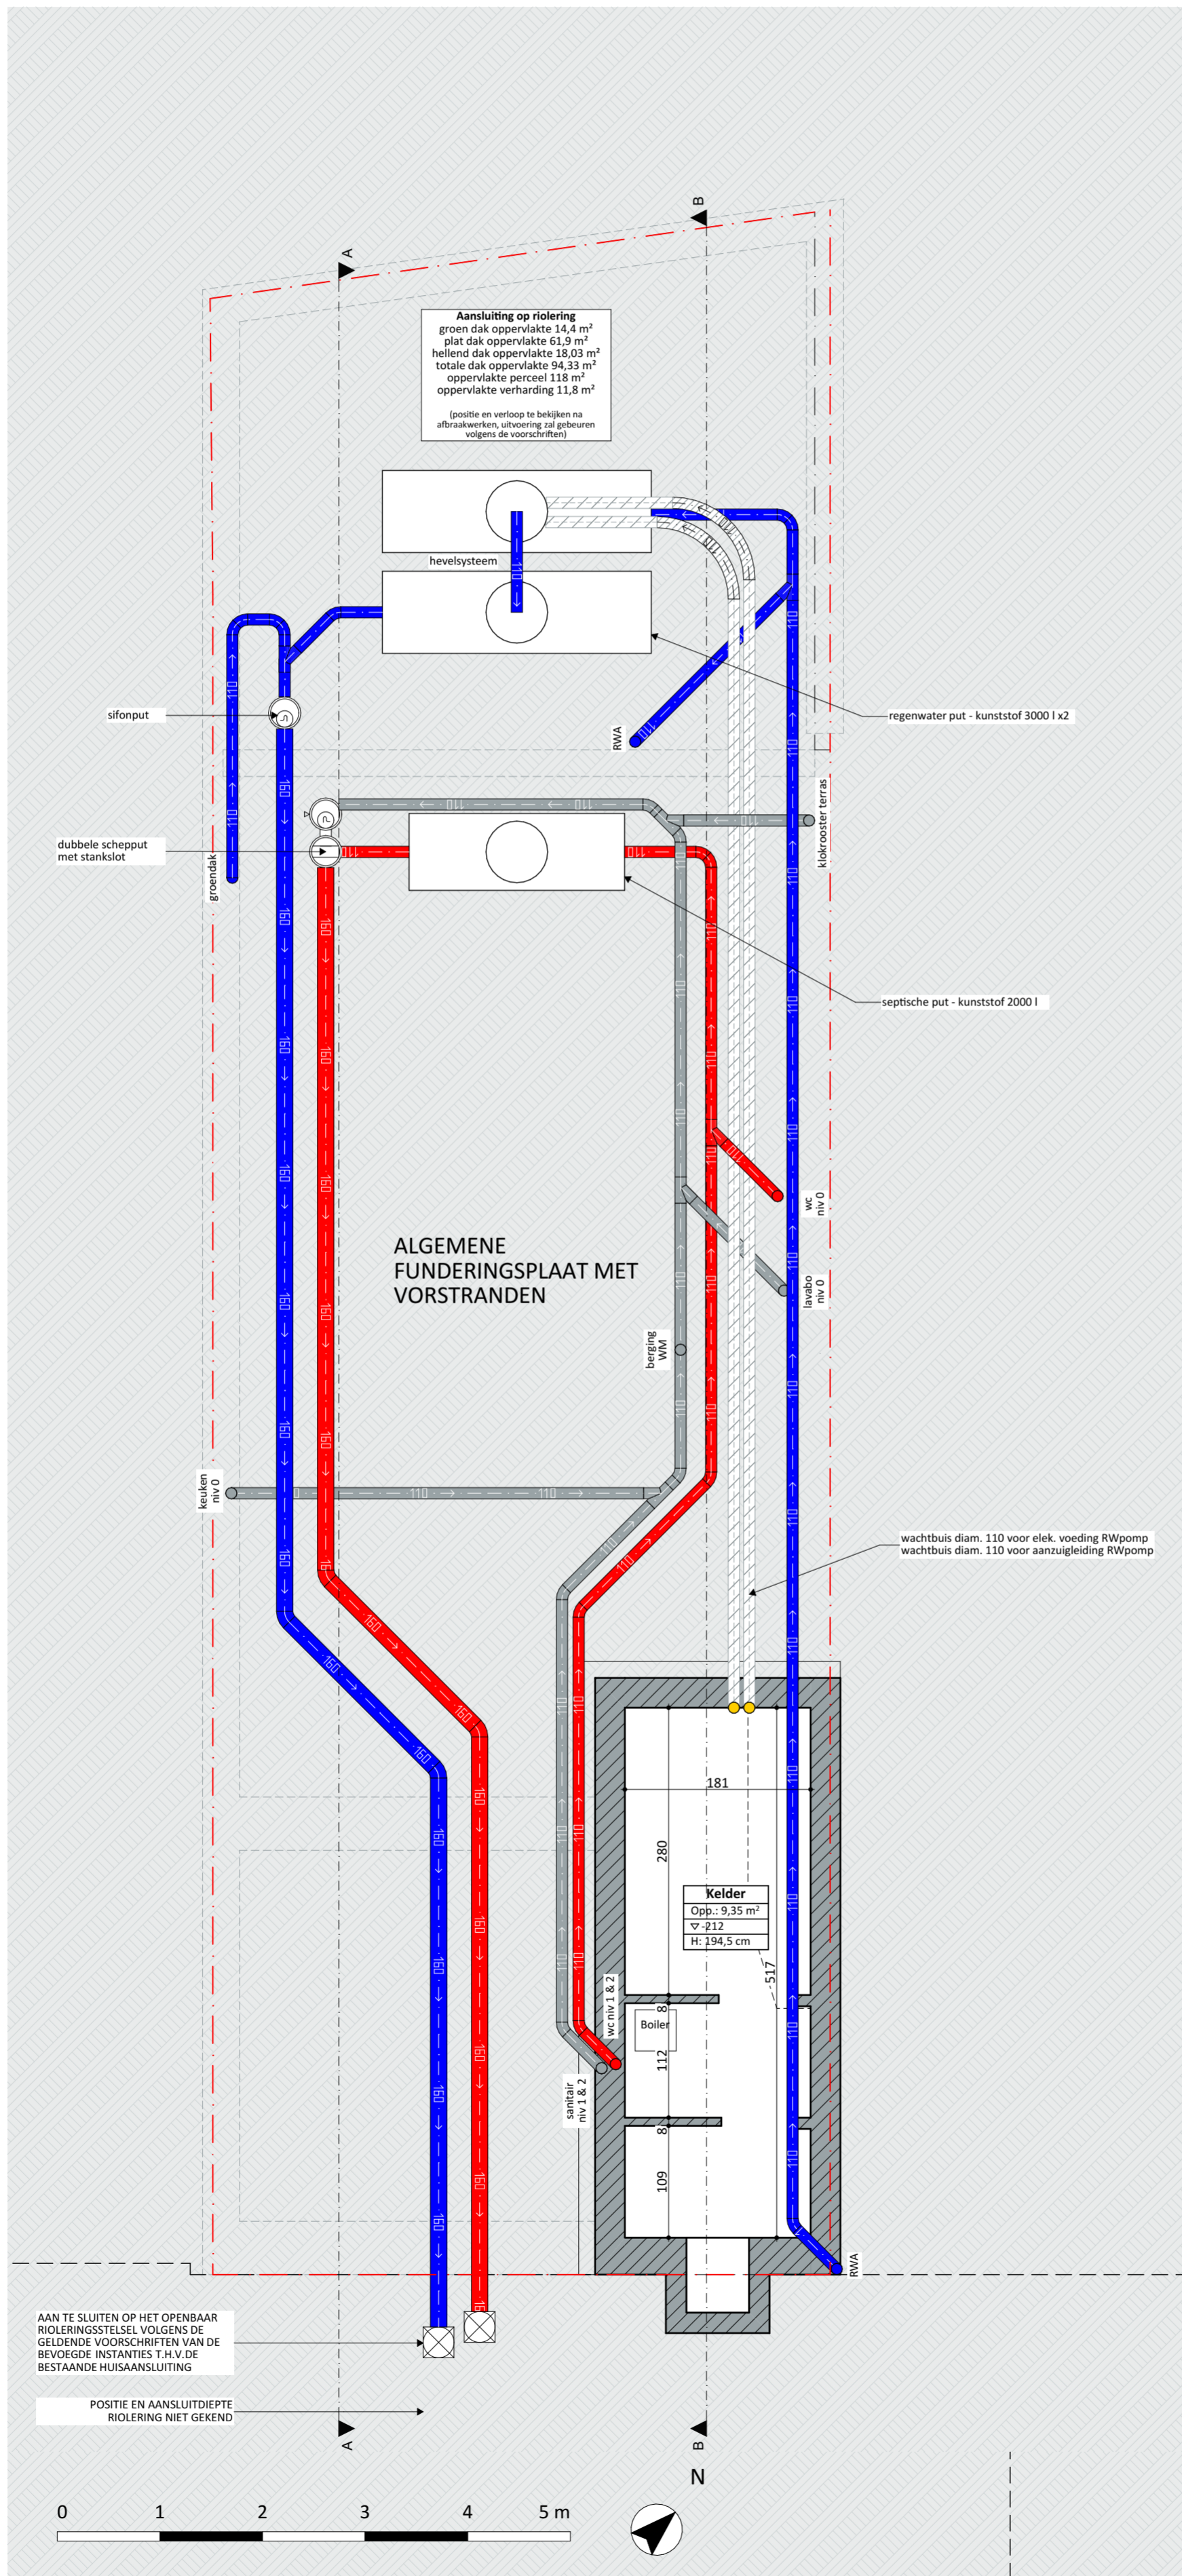 B
A
Aansluiting op riolering
groen dak oppervlakte 14,4 m²
plat dak oppervlakte 61,9 m²
hellend dak oppervlakte 18,03 m²
totale dak oppervlakte 94,33 m²
oppervlakte perceel 118 m²
oppervlakte verharding 11,8 m²
(positie en verloop te bekijken na
afbraakwerken, uitvoering zal gebeuren
volgens de voorschriften)
hevelsysteem
110
sifonput
RWA
regenwater put - kunststof 3000 l x2
klokrooster terras
dubbele schepput
met stankslot
groendak
septische put - kunststof 2000 l
110
160
wc
niv 0
ALGEMENE
FUNDERINGSPLAAT MET
VORSTRANDEN
lavabo
niv 0
berging
WM
keuken
niv 0
wachtbuis diam. 110 voor elek. voeding RWpomp
wachtbuis diam. 110 voor aanzuigleiding RWpomp
160
160
110
110
181
280
Kelder
Opp.: 9,35 m²
▽ -212
H: 194,5 cm
517
wc niv 1 & 2
8
Boiler
112
sanitair
niv 1 & 2
8
109
RWA
AAN TE SLUITEN OP HET OPENBAAR
RIOLERINGSSTELSEL VOLGENS DE
GELDENDE VOORSCHRIFTEN VAN DE
BEVOEGDE INSTANTIES T.H.V.DE
BESTAANDE HUISAANSLUITING
POSITIE EN AANSLUITDIEPTE
RIOLERING NIET GEKEND
A
B
N
0 1 2 3 4 5 m